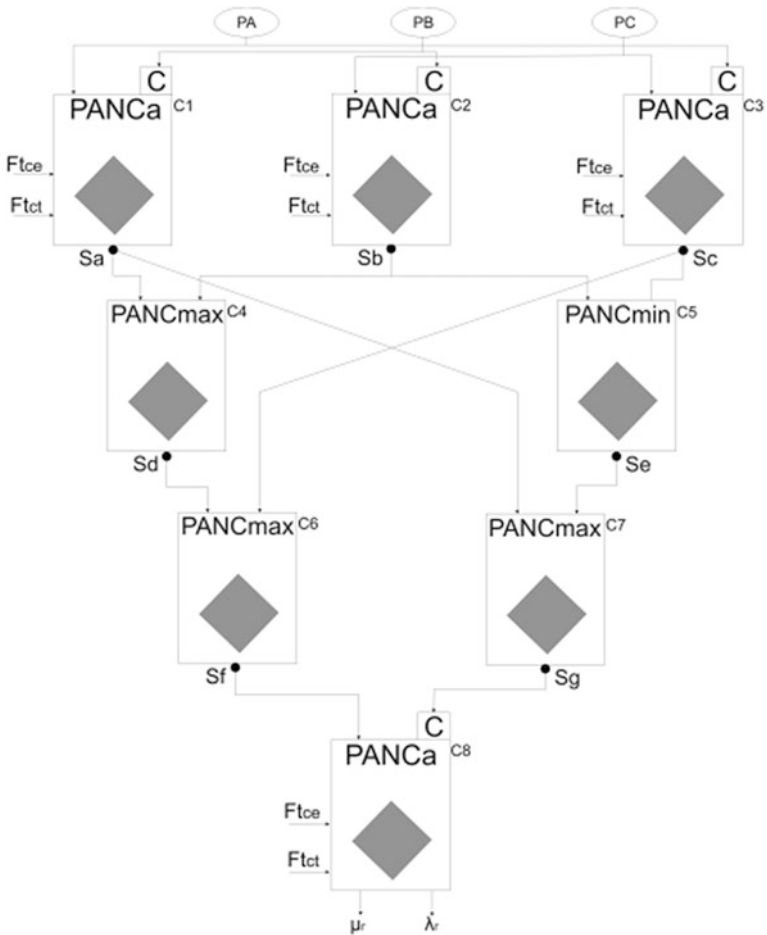 PA PB PC
C C C
PANCa C1 PANCa C2 PANCa C3
Ftce Ftce Ftce
Ftct Ftct Ftct
Sa Sb Sc
PANCmax C4 PANCmin C5
Sd Se
PANCmax C6 PANCmax C7
Sf Sg
C
PANCa C8
Ftce
Ftct
μr λr